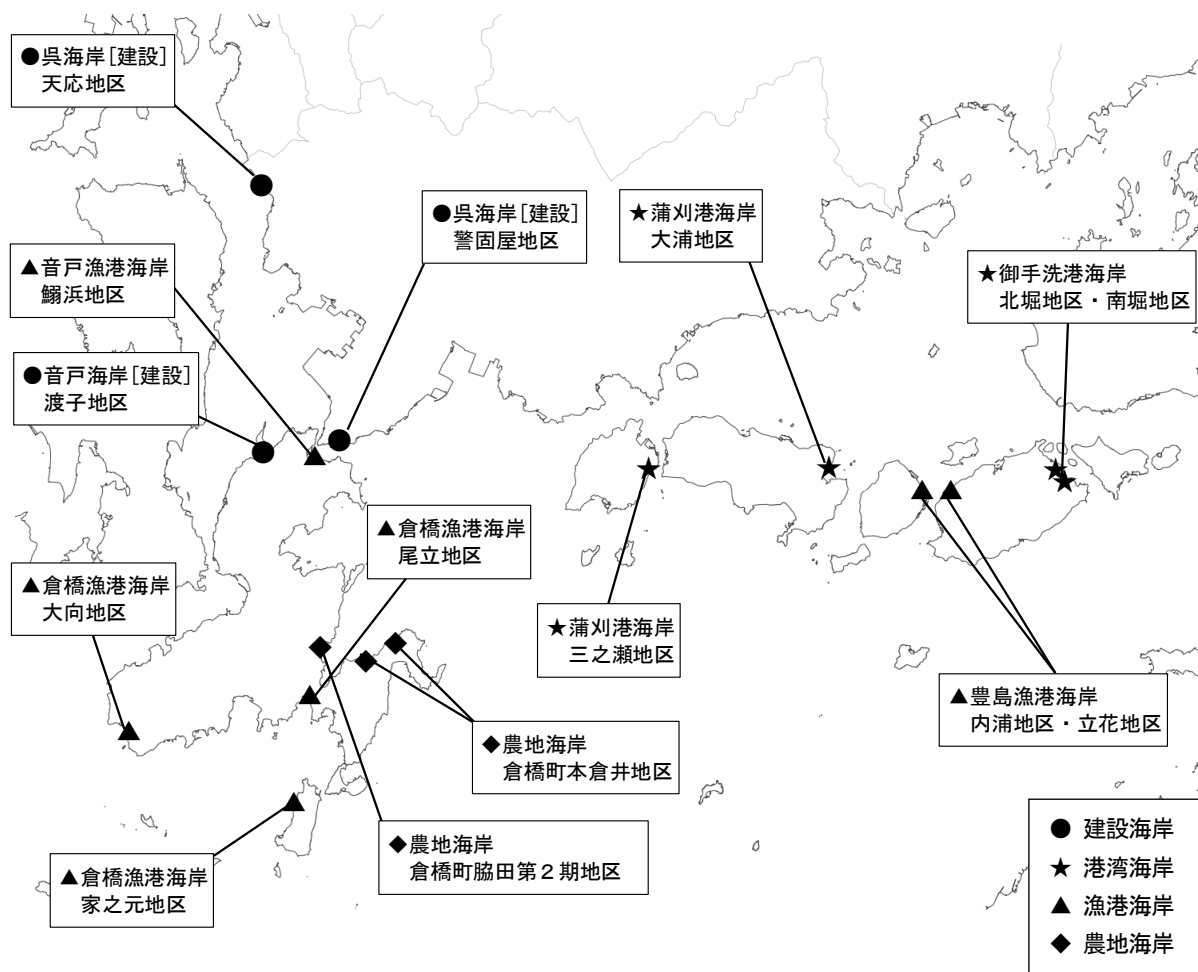 ●呉海岸［建設］
天応地区
●呉海岸［建設］
警固屋地区
★蒲刈港海岸
大浦地区
▲音戸漁港海岸
鰯浜地区
★御手洗港海岸
北堀地区・南堀地区
●音戸海岸［建設］
渡子地区
▲倉橋漁港海岸
尾立地区
▲倉橋漁港海岸
大向地区
★蒲刈港海岸
三之瀬地区
▲豊島漁港海岸
内浦地区・立花地区
◆農地海岸
倉橋町本倉井地区
◆農地海岸
倉橋町脇田第２期地区
▲倉橋漁港海岸
家之元地区
● 建設海岸
★ 港湾海岸
▲ 漁港海岸
◆ 農地海岸